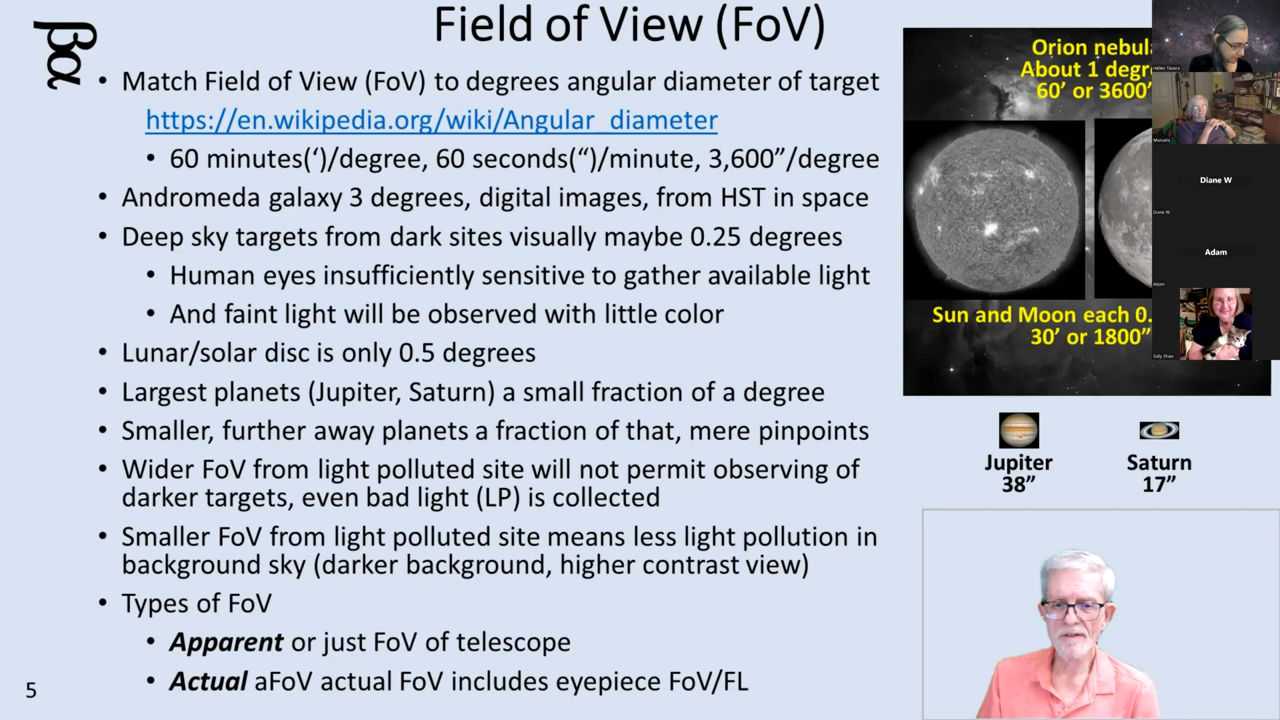 βα
Field of View (FoV)
• Match Field of View (FoV) to degrees angular diameter of target
https://en.wikipedia.org/wiki/Angular_diameter
• 60 minutes(‘)/degree, 60 seconds(“)/minute, 3,600”/degree
• Andromeda galaxy 3 degrees, digital images, from HST in space
• Deep sky targets from dark sites visually maybe 0.25 degrees
• Human eyes insufficiently sensitive to gather available light
• And faint light will be observed with little color
• Lunar/solar disc is only 0.5 degrees
• Largest planets (Jupiter, Saturn) a small fraction of a degree
• Smaller, further away planets a fraction of that, mere pinpoints
• Wider FoV from light polluted site will not permit observing of
darker targets, even bad light (LP) is collected
• Smaller FoV from light polluted site means less light pollution in
background sky (darker background, higher contrast view)
• Types of FoV
• Apparent or just FoV of telescope
• Actual aFoV actual FoV includes eyepiece FoV/FL
5
Orion nebul
About 1 degr
60’ or 3600”
Sun and Moon each 0.
30’ or 1800”
Jupiter
38”
Saturn
17”
Manuela
Diane W
Diane W
Adam
Adam
Sally Shaw